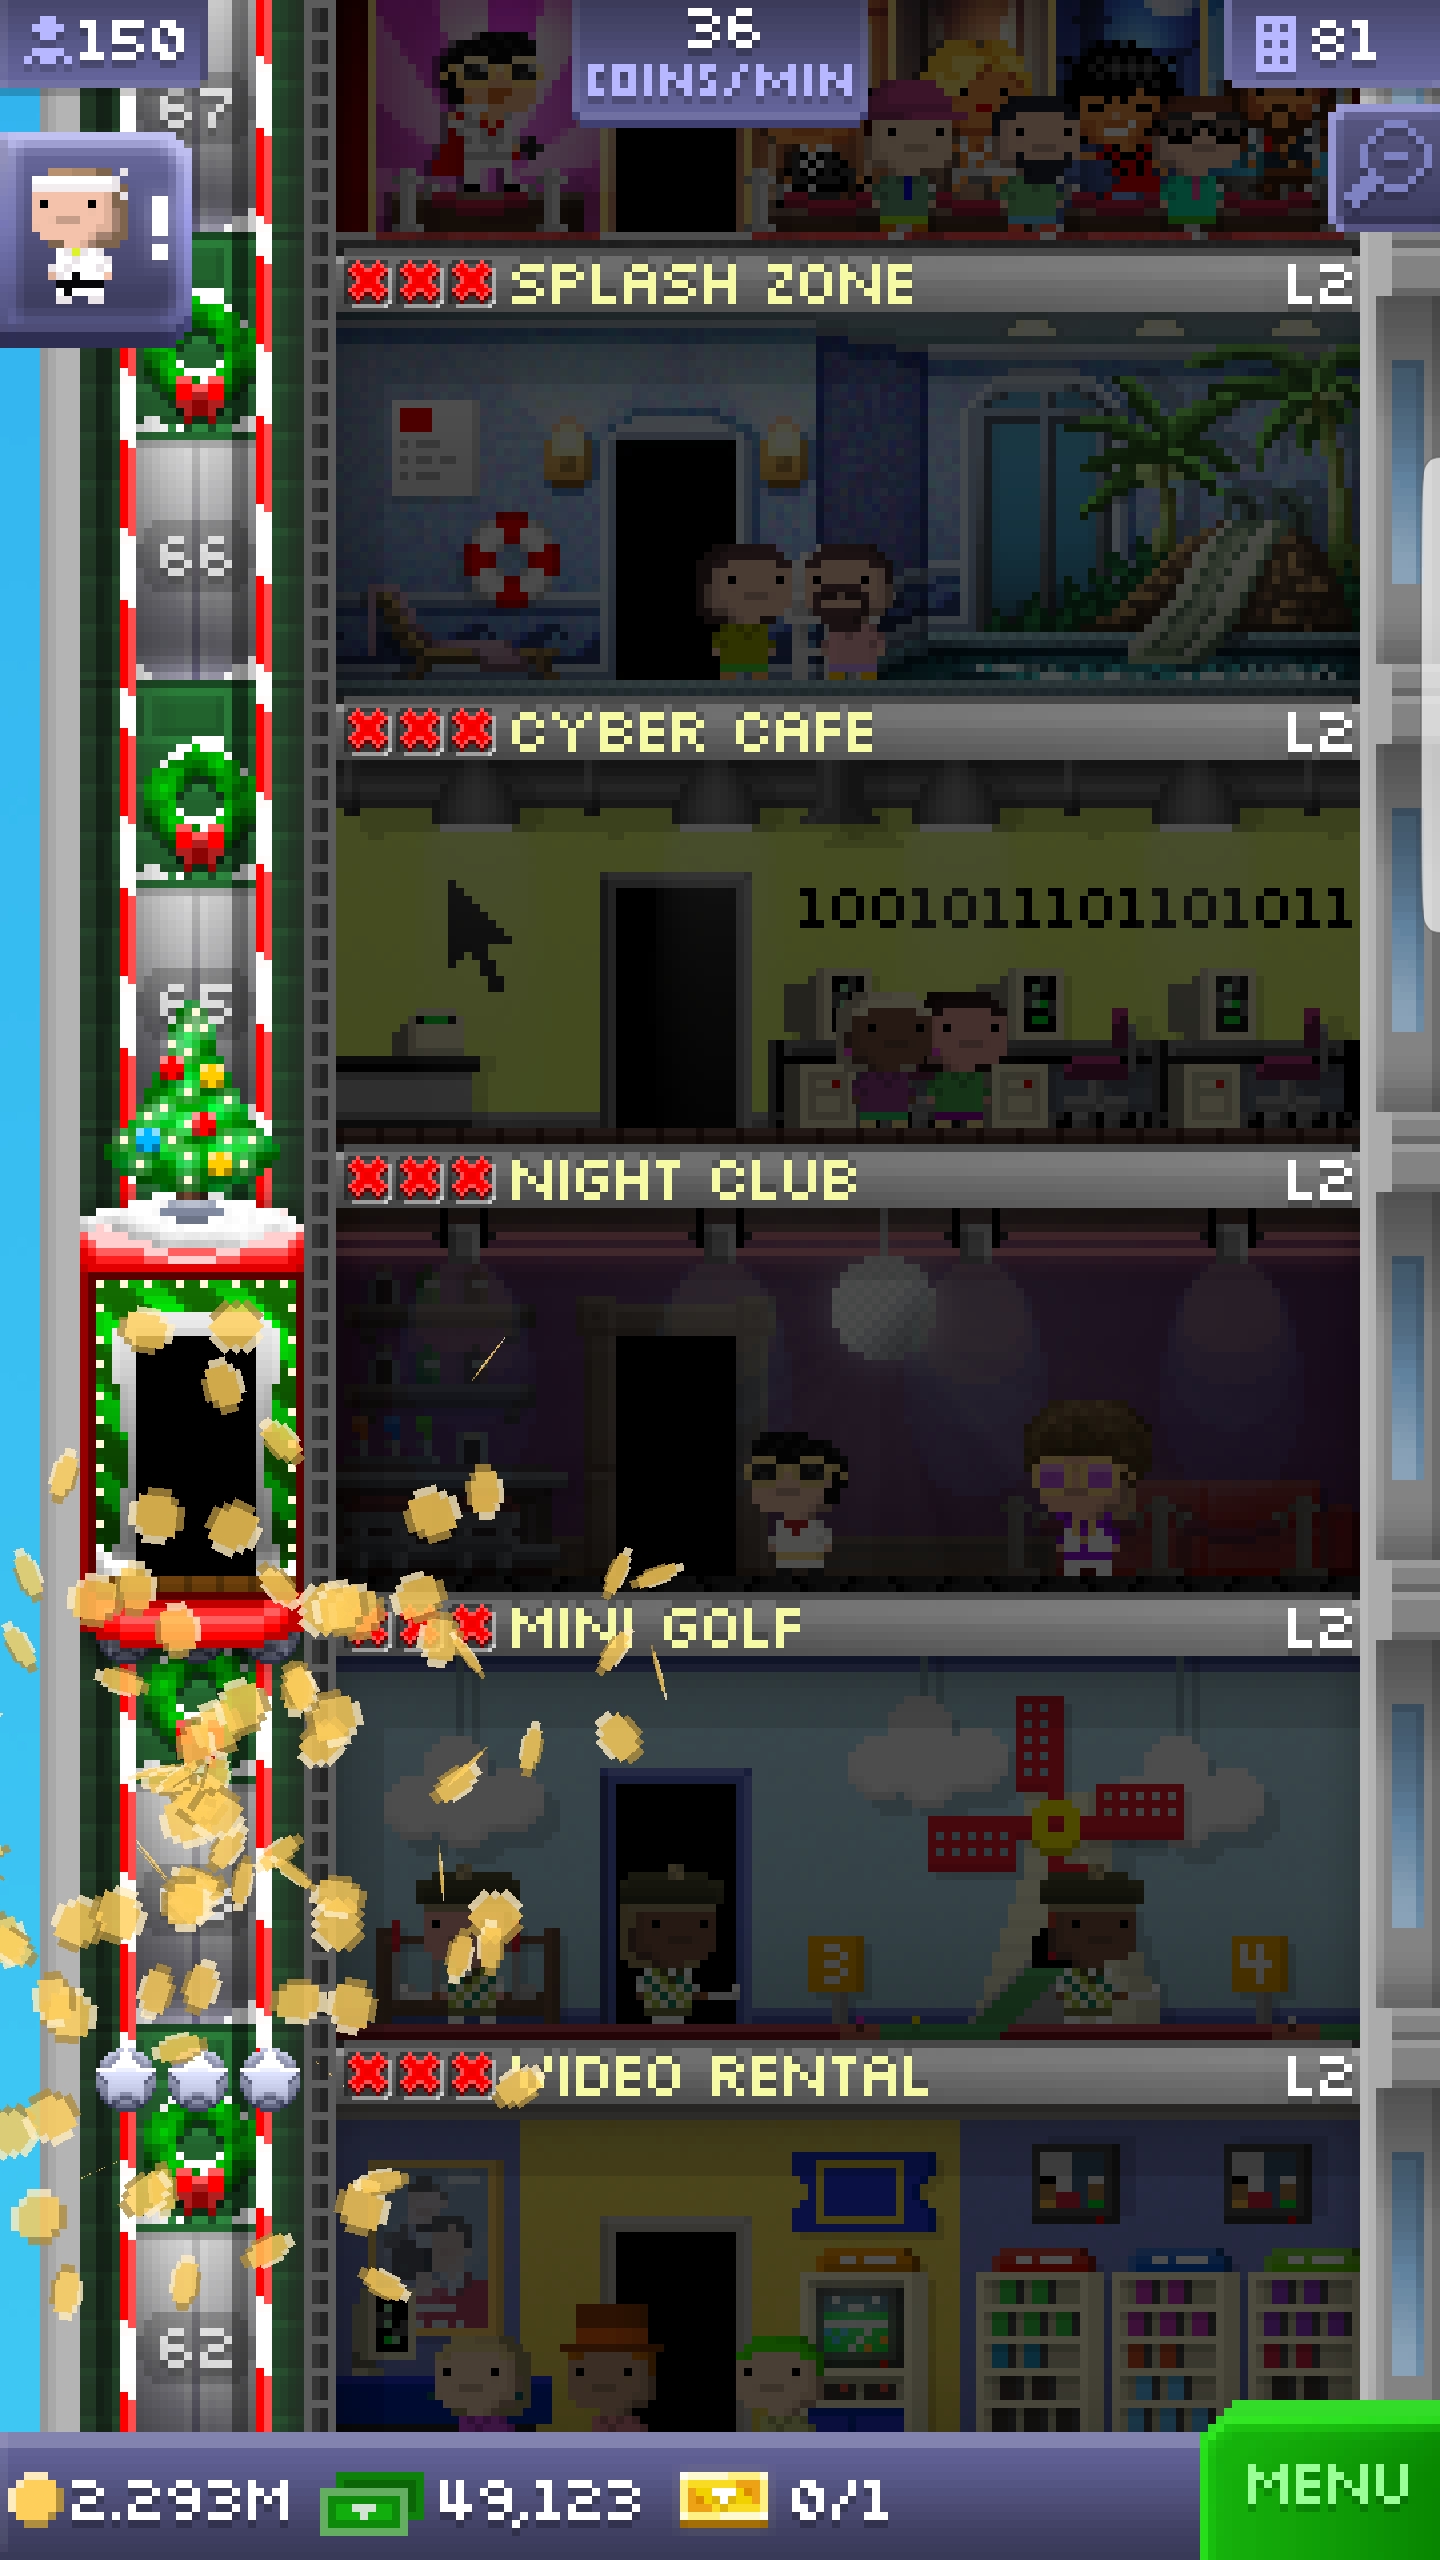 150
36
COINS/MIN
81
67
!
SPLASH ZONE
L2
66
CYBER CAFE
L2
10010111011101011
65
NIGHT CLUB
L2
MINI GOLF
L2
3
4
VIDEO RENTAL
L2
62
2.293M
49,123
0/1
MENU